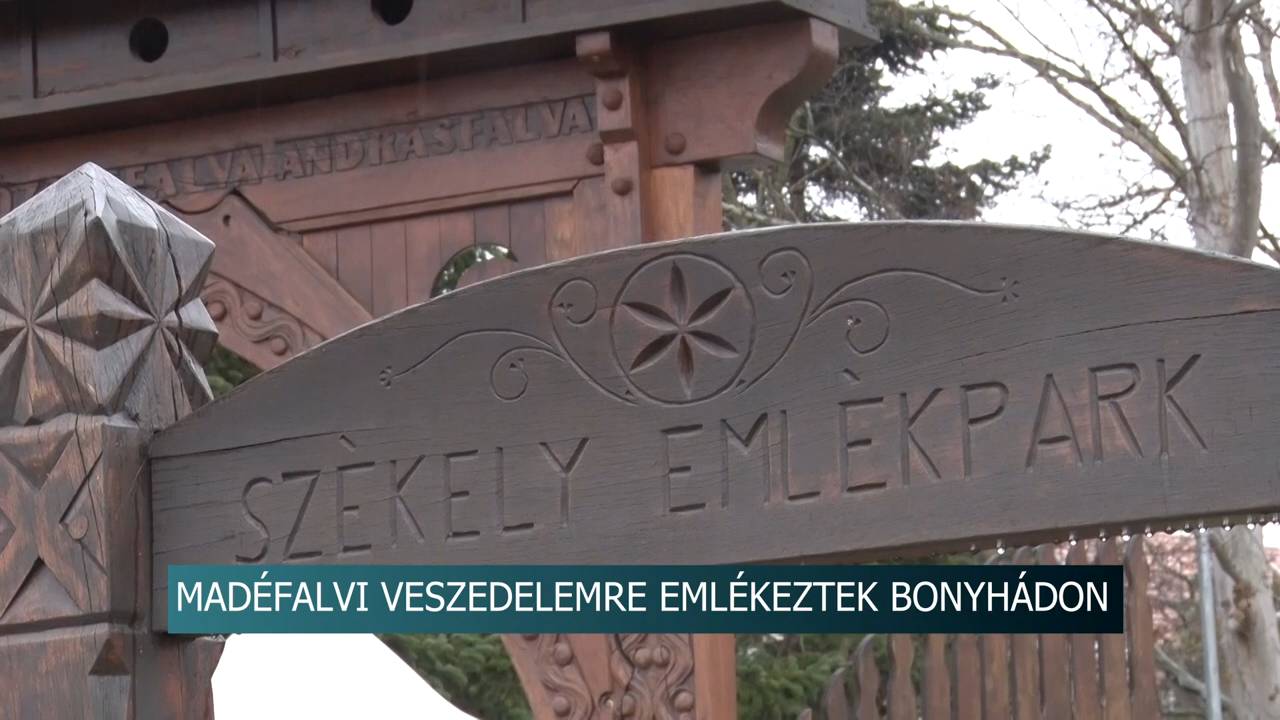 ANDRÁSFALVA
SZÈKELY EMLÈKPARK
MADÉFALVI VESZEDELEMRE EMLÉKEZTEK BONYHÁDON